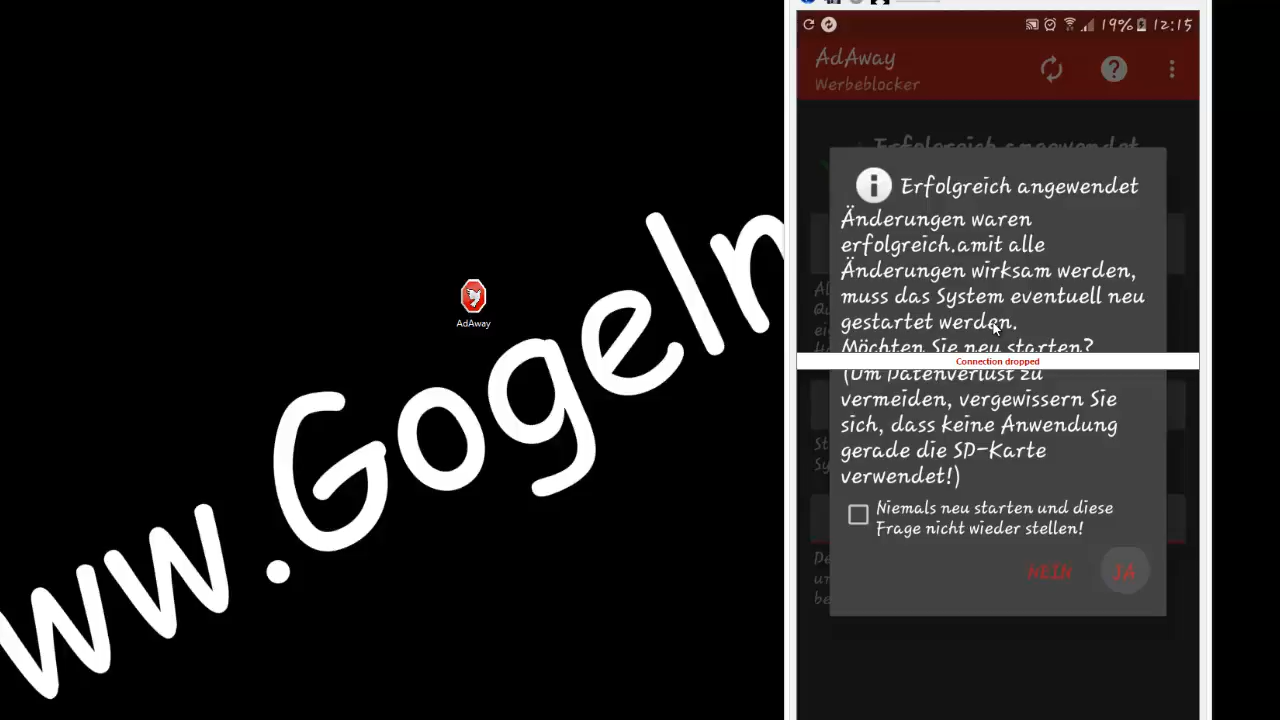 19% 12:15
AdAway
Werbeblocker
Erfolgreich angewendet
Erfolgreich angewendet
Änderungen waren
erfolgreich.amit alle
Änderungen wirksam werden,
muss das System eventuell neu
gestartet werden.
Möchten Sie neu starten?
Connection dropped
(Um Datenverlust zu
vermeiden, vergewissern Sie
sich, dass keine Anwendung
gerade die SD-Karte
verwendet!)
Niemals neu starten und diese
Frage nicht wieder stellen!
NEIN JA
AdAway
ww.Gogeln